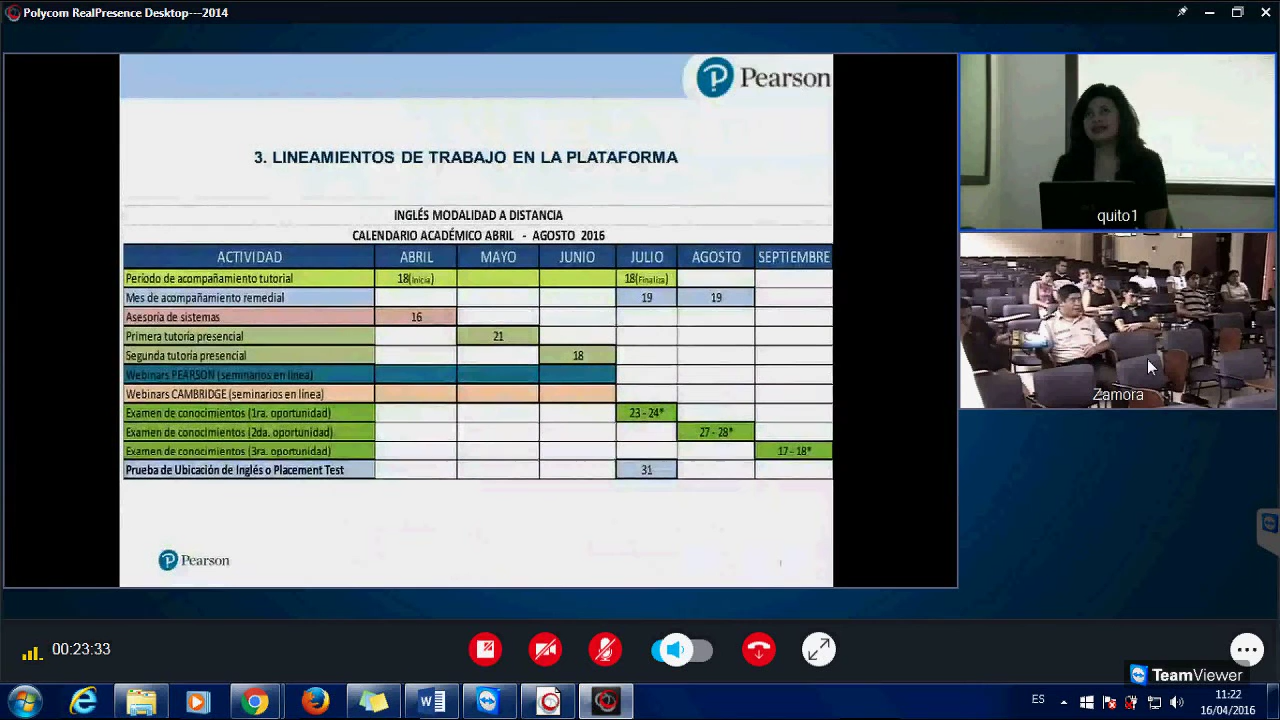 Polycom RealPresence Desktop---2014
Pearson
3. LINEAMIENTOS DE TRABAJO EN LA PLATAFORMA
INGLÉS MODALIDAD A DISTANCIA
CALENDARIO ACADÉMICO ABRIL - AGOSTO 2016
ACTIVIDAD ABRIL MAYO JUNIO JULIO AGOSTO SEPTIEMBRE
Período de acompañamiento tutorial 18(Inicia) 18(Finaliza)
Mes de acompañamiento remedial 19 19
Asesoría de sistemas 16
Primera tutoría presencial 21
Segunda tutoría presencial 18
Webinars PEARSON (seminarios en línea)
Webinars CAMBRIDGE (seminarios en línea)
Examen de conocimientos (1ra. oportunidad) 23 - 24*
Examen de conocimientos (2da. oportunidad) 27 - 28*
Examen de conocimientos (3ra. oportunidad) 17 - 18*
Prueba de Ubicación de Inglés o Placement Test 31
Pearson
quito1
Zamora
00:23:33
TeamViewer
ES
11:22
16/04/2016